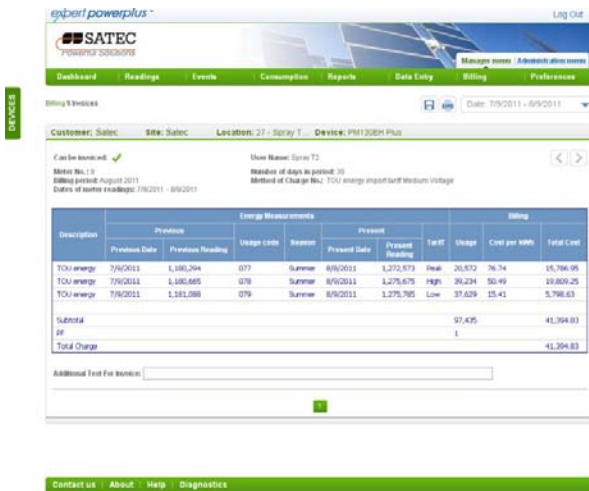 expert powerplus
Log Out
SATEC
Powerful Solutions
Manager menu Administration menu
Dashboard Readings Events Consumption Reports Data Entry Billing Preferences
DEVICES
Billing \ Invoices
Date: 7/9/2011 - 8/9/2011
Customer: Satec Site: Satec Location: 27 - Spray T... Device: PM130EH Plus
Can be invoiced: User Name: Spray T2
Meter No.: 8 Number of days in period: 30
Billing period: August 2011 Method of Charge No.: TOU energy import tariff Medium Voltage
Dates of meter readings: 7/9/2011 - 8/9/2011
Energy Measurements Billing
Description Previous Usage code Season Present Tariff Usage Cost per kWh Total Cost
Previous Date Previous Reading Present Date Present Reading
TOU energy 7/9/2011 1,180,294 077 Summer 8/9/2011 1,272,573 Peak 20,572 76.74 15,786.95
TOU energy 7/9/2011 1,180,665 078 Summer 8/9/2011 1,275,675 High 39,234 50.49 19,809.25
TOU energy 7/9/2011 1,181,088 079 Summer 8/9/2011 1,275,785 Low 37,629 15.41 5,798.63
Subtotal 97,435 41,394.83
PF 1
Total Charge 41,394.83
Additional Text For Invoice:
1
Contact us About Help Diagnostics